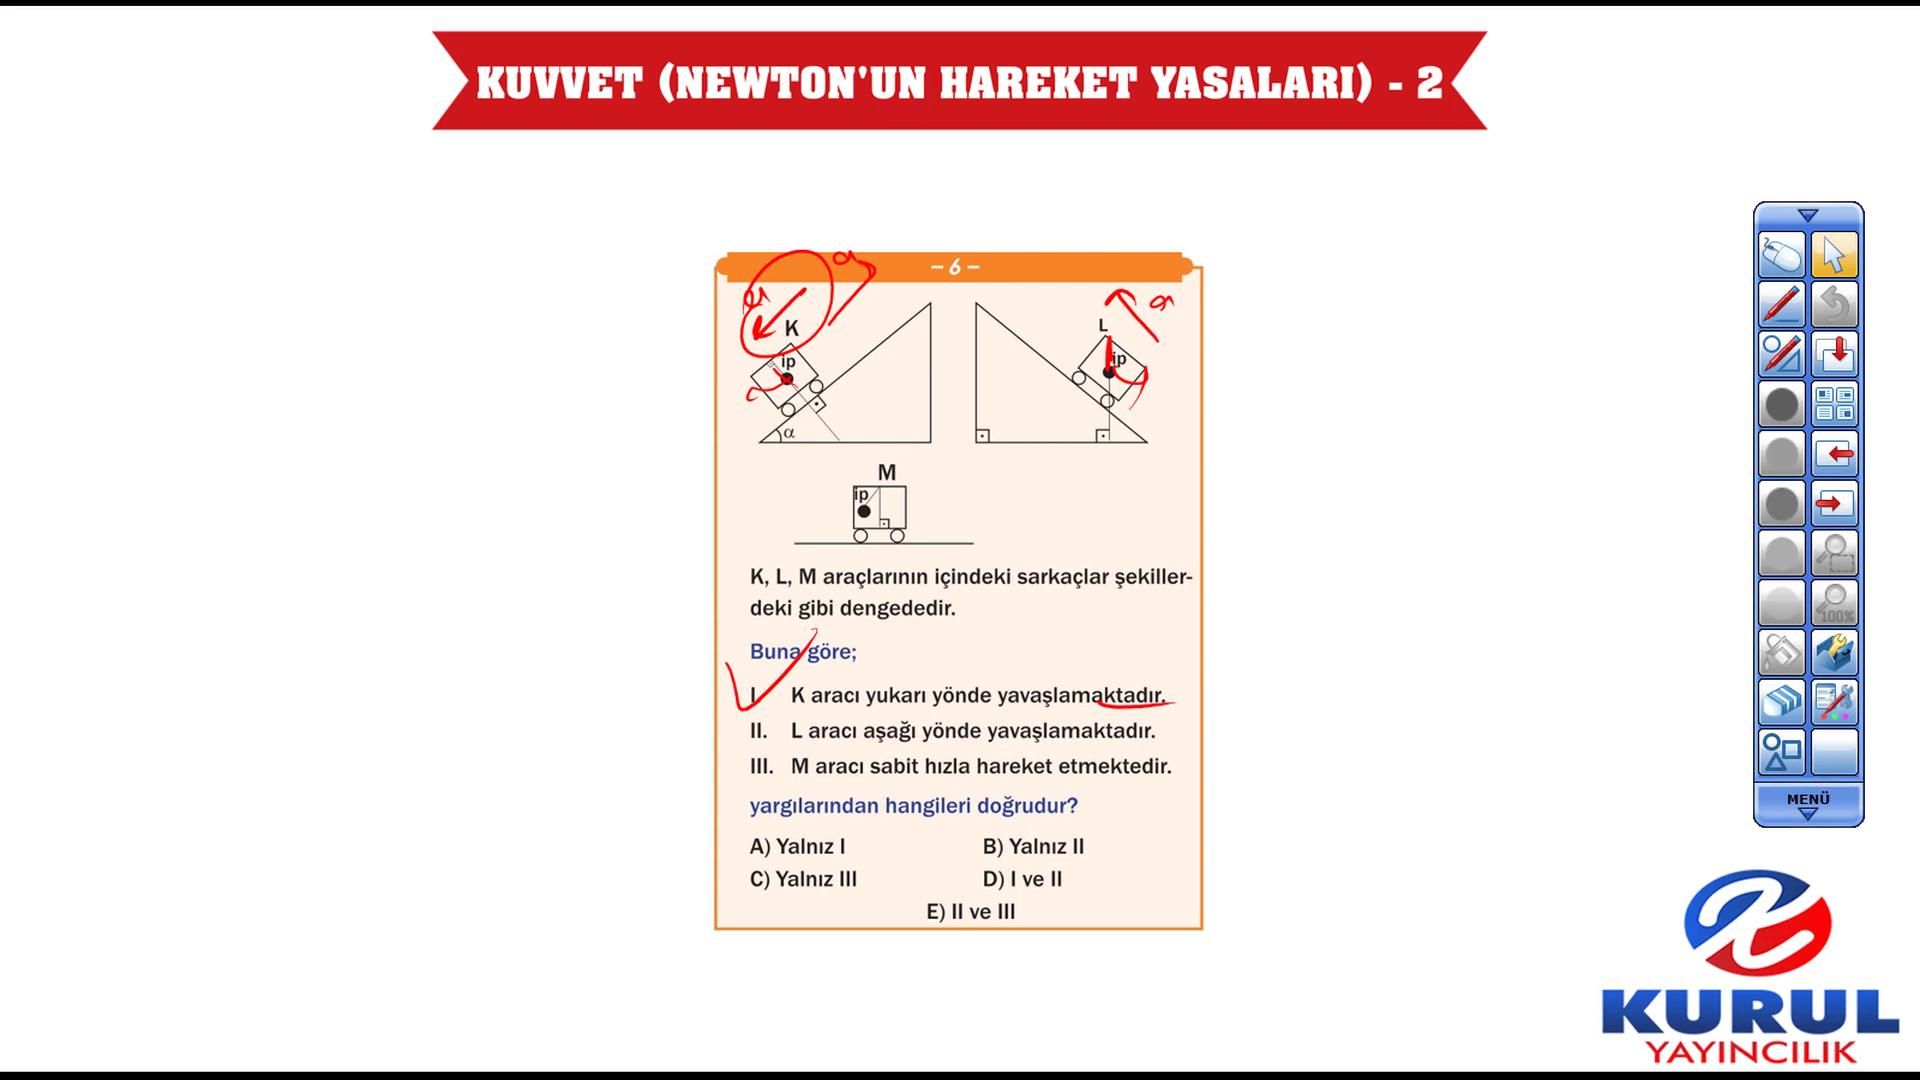 KUVVET (NEWTON'UN HAREKET YASALARI) - 2
– 6 –
K
ip
α
L
ip
M
ip
K, L, M araçlarının içindeki sarkaçlar şekiller-
deki gibi dengededir.
Buna göre;
I. K aracı yukarı yönde yavaşlamaktadır.
II. L aracı aşağı yönde yavaşlamaktadır.
III. M aracı sabit hızla hareket etmektedir.
yargılarından hangileri doğrudur?
A) Yalnız I
B) Yalnız II
C) Yalnız III
D) I ve II
E) II ve III
100%
MENÜ
KURUL
YAYINCILIK